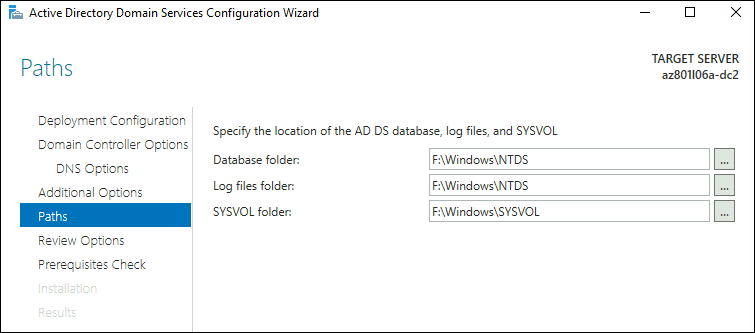 Active Directory Domain Services Configuration Wizard
Paths
TARGET SERVER
az801l06a-dc2
Deployment Configuration
Domain Controller Options
DNS Options
Additional Options
Paths
Review Options
Prerequisites Check
Installation
Results
Specify the location of the AD DS database, log files, and SYSVOL
Database folder: F:\Windows\NTDS ...
Log files folder: F:\Windows\NTDS ...
SYSVOL folder: F:\Windows\SYSVOL ...